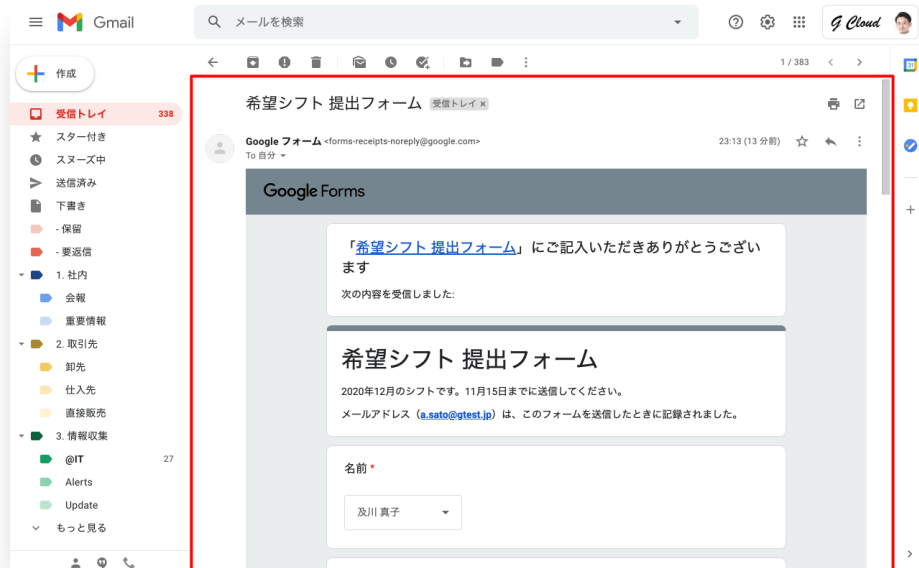 Gmail
メールを検索
G Cloud
作成
1 / 383
受信トレイ 338
スター付き
スヌーズ中
送信済み
下書き
- 保留
- 要返信
1. 社内
会報
重要情報
2. 取引先
卸先
仕入先
直接販売
3. 情報収集
@IT 27
Alerts
Update
もっと見る
希望シフト 提出フォーム 受信トレイ ×
Google フォーム <forms-receipts-noreply@google.com> 23:13 (13 分前)
To 自分
Google Forms
「希望シフト 提出フォーム」にご記入いただきありがとうござい
ます
次の内容を受信しました:
希望シフト 提出フォーム
2020年12月のシフトです。11月15日までに送信してください。
メールアドレス（a.sato@gtest.jp）は、このフォームを送信したときに記録されました。
名前 *
及川 真子
31